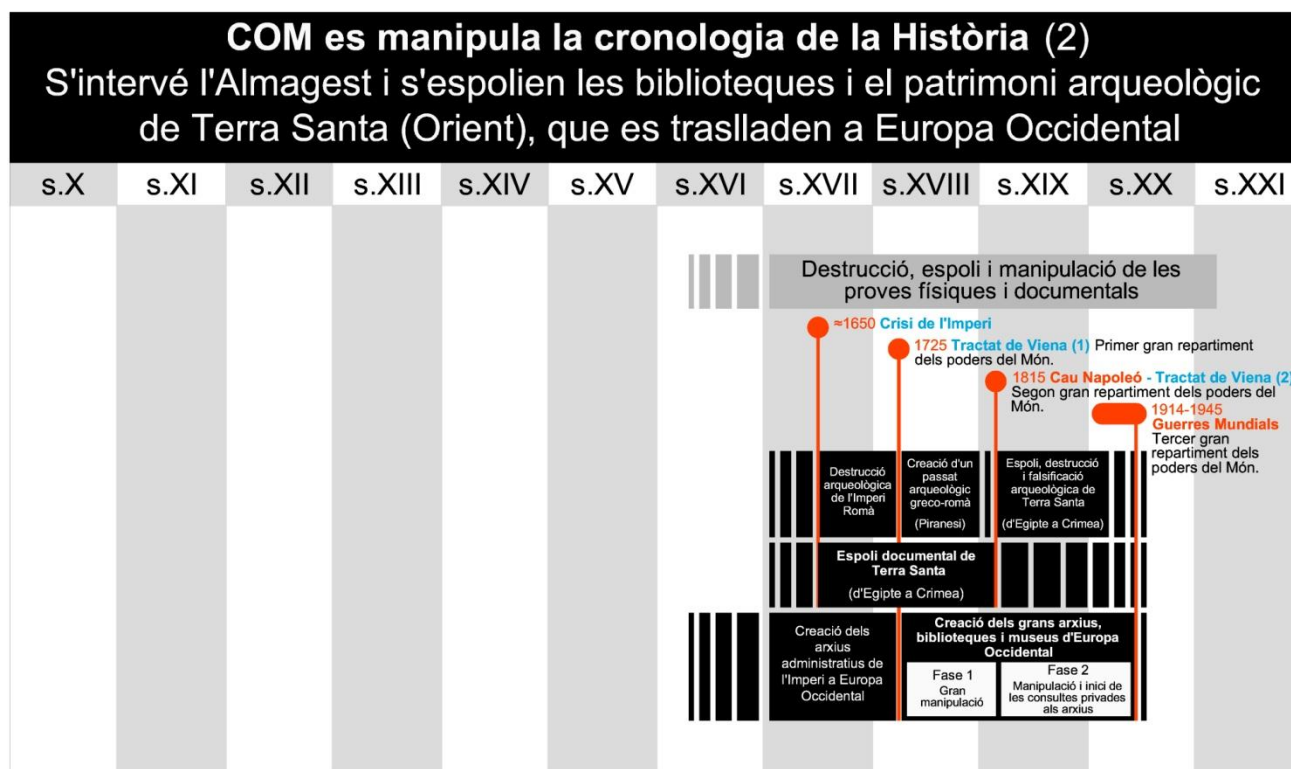 COM es manipula la cronologia de la Història (2)
S'intervé l'Almagest i s'espolien les biblioteques i el patrimoni arqueològic
de Terra Santa (Orient), que es traslladen a Europa Occidental
s.X s.XI s.XII s.XIII s.XIV s.XV s.XVI s.XVII s.XVIII s.XIX s.XX s.XXI
Destrucció, espoli i manipulació de les
proves físiques i documentals
≈1650 Crisi de l'Imperi
1725 Tractat de Viena (1) Primer gran repartiment
dels poders del Món.
1815 Cau Napoleó - Tractat de Viena (2)
Segon gran repartiment dels poders del
Món.
1914-1945
Guerres Mundials
Tercer gran
repartiment dels
poders del Món.
Destrucció
arqueològica
de l'Imperi
Romà
Creació d'un
passat
arqueològic
greco-romà
(Piranesi)
Espoli, destrucció
i falsificació
arqueològica de
Terra Santa
(d'Egipte a Crimea)
Espoli documental de
Terra Santa
(d'Egipte a Crimea)
Creació dels
arxius
administratius de
l'Imperi a Europa
Occidental
Creació dels grans arxius,
biblioteques i museus d'Europa
Occidental
Fase 1
Gran
manipulació
Fase 2
Manipulació i inici de
les consultes privades
als arxius